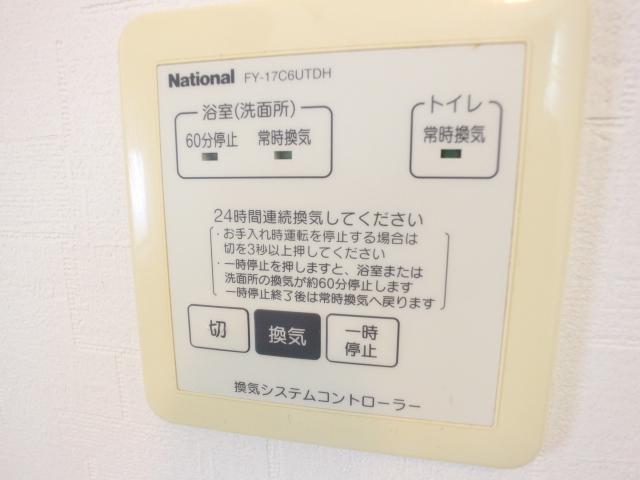 National FY-17C6UTDH
浴室(洗面所)
60分停止 常時換気
トイレ
常時換気
24時間連続換気してください
・お手入れ時運転を停止する場合は
切を3秒以上押してください
・一時停止を押しますと、浴室または
洗面所の換気が約60分停止します
一時停止終了後は常時換気へ戻ります
切 換気 一時
停止
換気システムコントローラー